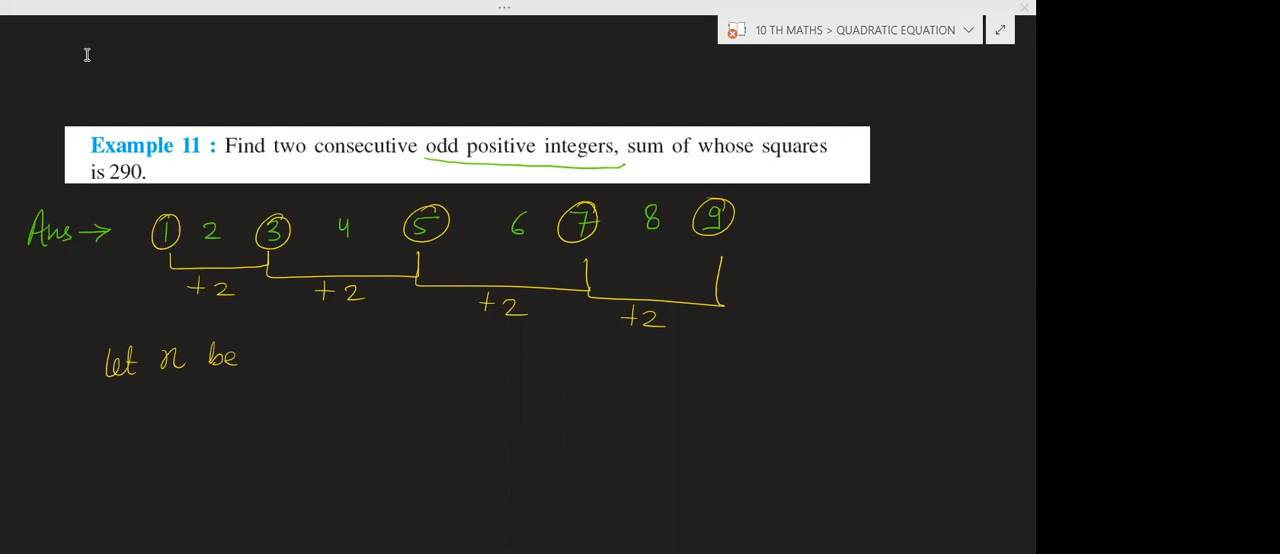 10 TH MATHS > QUADRATIC EQUATION
Example 11 : Find two consecutive odd positive integers, sum of whose squares
is 290.
Ans → 1 2 3 4 5 6 7 8 9
+2 +2 +2 +2
let x be